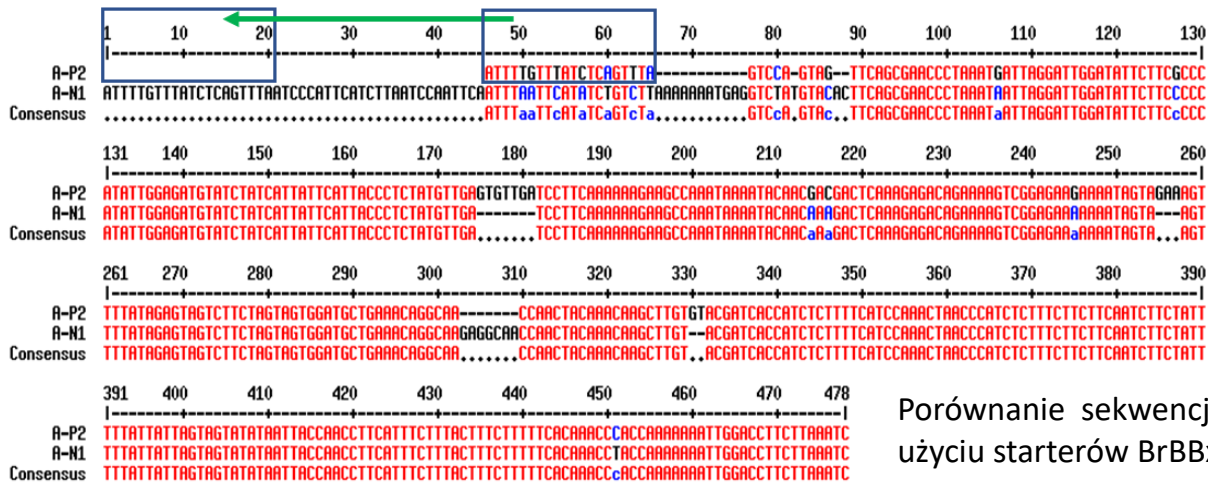 1 10 20 30 40 50 60 70 80 90 100 110 120 130
|--------+---------+---------+---------+---------+---------+---------+---------+---------+---------+---------+---------+---------|
A-P2 ATTTTGTTTATCTCAGTTTA-----------GTCCA-GTAG--TTCAGCGAACCCTAAATGATTAGGATTGGATATTCTTCGCCC
A-N1 ATTTTGTTTATCTCAGTTTAATCCCATTCATCTTAATCCAATTCAATTTAATTCATATCTGTCTTAAAAAAATGAGGTCTATGTACACTTCAGCGAACCCTAAATAATTAGGATTGGATATTCTTCCCCC
Consensus .............................................ATTTaaTTcATaTCaGTcTa...........GTCcA.GTAc..TTCAGCGAACCCTAAATaATTAGGATTGGATATTCTTCcCCC
131 140 150 160 170 180 190 200 210 220 230 240 250 260
|--------+---------+---------+---------+---------+---------+---------+---------+---------+---------+---------+---------+---------|
A-P2 ATATTGGAGATGTATCTATCATTATTCATTACCCTCTATGTTGAGTGTTGATCCTTCAAAAAAGAAGCCAAATAAAATACAACGACGACTCAAAGAGACAGAAAAGTCGGAGAAGAAAATAGTAGAAAGT
A-N1 ATATTGGAGATGTATCTATCATTATTCATTACCCTCTATGTTGA-------TCCTTCAAAAAAGAAGCCAAATAAAATACAACAAAGACTCAAAGAGACAGAAAAGTCGGAGAAAAAAATAGTA---AGT
Consensus ATATTGGAGATGTATCTATCATTATTCATTACCCTCTATGTTGA.......TCCTTCAAAAAAGAAGCCAAATAAAATACAACaAaGACTCAAAGAGACAGAAAAGTCGGAGAAaAAAATAGTA...AGT
261 270 280 290 300 310 320 330 340 350 360 370 380 390
|--------+---------+---------+---------+---------+---------+---------+---------+---------+---------+---------+---------+---------|
A-P2 TTTATAGAGTAGTCTTCTAGTAGTGGATGCTGAAACAGGCAA-------CCAACTACAAACAAGCTTGTGTACGATCACCATCTCTTTTCATCCAAACTAACCCATCTCTTTCTTCTTCAATCTTCTATT
A-N1 TTTATAGAGTAGTCTTCTAGTAGTGGATGCTGAAACAGGCAAGAGGCAACCAACTACAAACAAGCTTGT--ACGATCACCATCTCTTTTCATCCAAACTAACCCATCTCTTTCTTCTTCAATCTTCTATT
Consensus TTTATAGAGTAGTCTTCTAGTAGTGGATGCTGAAACAGGCAA.......CCAACTACAAACAAGCTTGT..ACGATCACCATCTCTTTTCATCCAAACTAACCCATCTCTTTCTTCTTCAATCTTCTATT
391 400 410 420 430 440 450 460 470 478
|--------+---------+---------+---------+---------+---------+---------+---------+-------|
A-P2 TTTATTATTAGTAGTATATAATTACCAACCTTCATTTCTTTACTTTCTTTTTCACAAACCCACCAAAAAAATTGGACCTTCTTAAATC
A-N1 TTTATTATTAGTAGTATATAATTACCAACCTTCATTTCTTTACTTTCTTTTTCACAAACCTACCAAAAAAATTGGACCTTCTTAAATC
Consensus TTTATTATTAGTAGTATATAATTACCAACCTTCATTTCTTTACTTTCTTTTTCACAAACCcACCAAAAAAATTGGACCTTCTTAAATC
Porównanie sekwencj
użyciu starterów BrBB